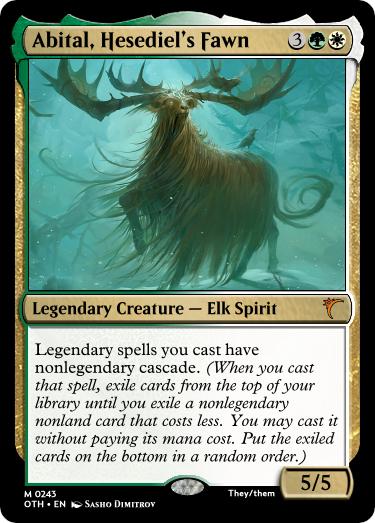 Abital, Hesediel's Fawn 3
Legendary Creature — Elk Spirit
Legendary spells you cast have
nonlegendary cascade. (When you cast
that spell, exile cards from the top of your
library until you exile a nonlegendary
nonland card that costs less. You may cast it
without paying its mana cost. Put the exiled
cards on the bottom in a random order.)
5/5
M 0243
OTH • EN Sasho Dimitrov
They/them